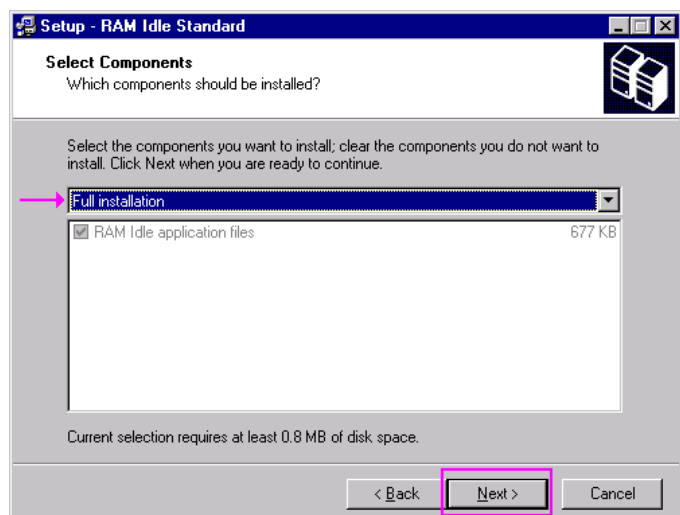 Setup - RAM Idle Standard
Select Components
Which components should be installed?
Select the components you want to install; clear the components you do not want to
install. Click Next when you are ready to continue.
Full installation
RAM Idle application files 677 KB
Current selection requires at least 0.8 MB of disk space.
< Back Next > Cancel